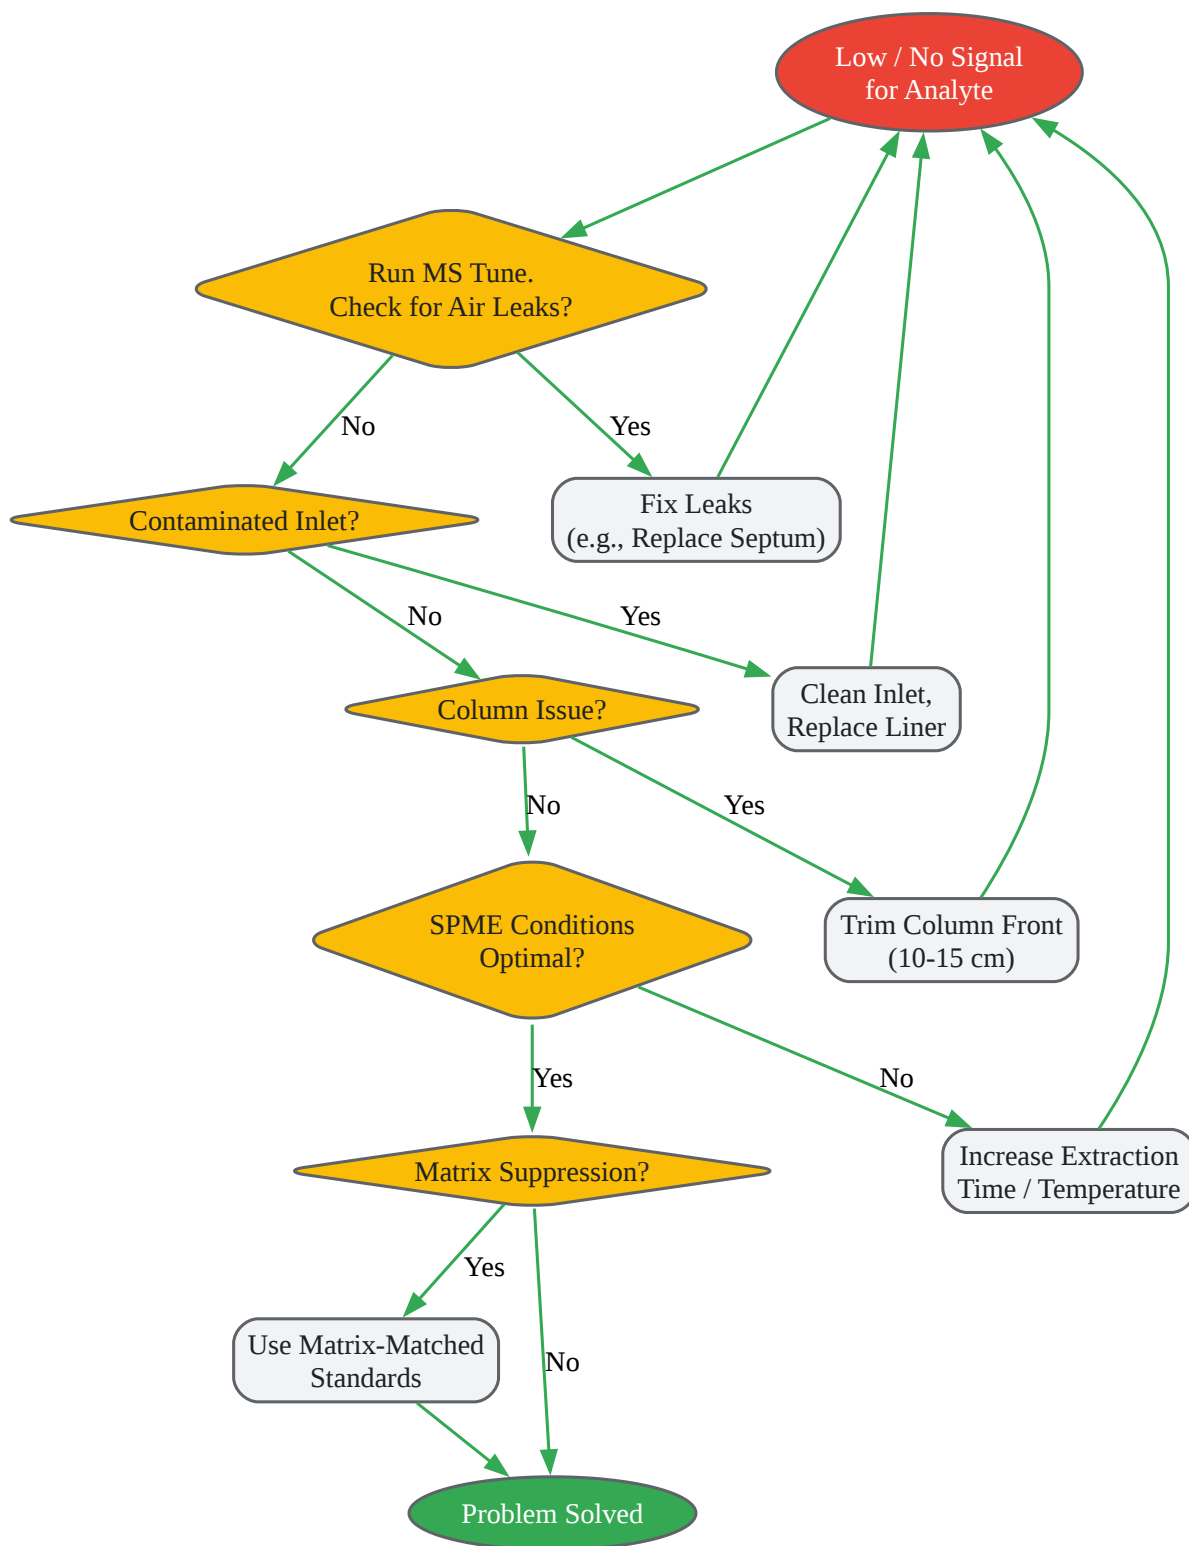 Low / No Signal
for Analyte
Run MS Tune.
Check for Air Leaks?
No
Yes
Fix Leaks
(e.g., Replace Septum)
Contaminated Inlet?
No
Yes
Clean Inlet,
Replace Liner
Column Issue?
No
Yes
Trim Column Front
(10-15 cm)
SPME Conditions
Optimal?
Yes
No
Increase Extraction
Time / Temperature
Matrix Suppression?
Yes
No
Use Matrix-Matched
Standards
Problem Solved